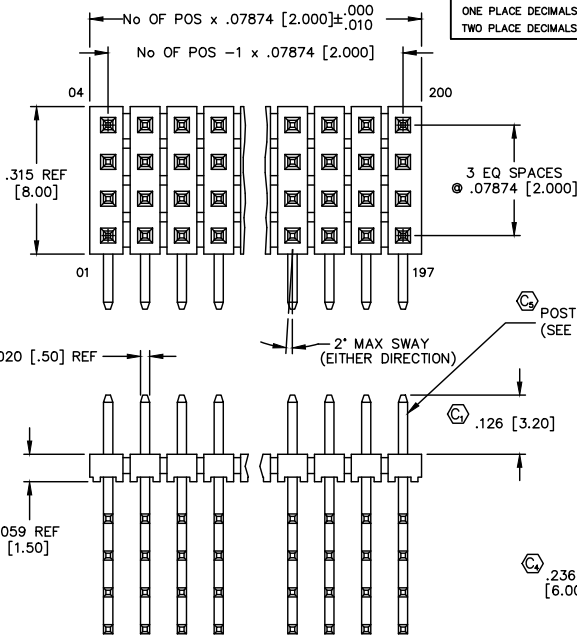 ONE PLACE DECIMALS
TWO PLACE DECIMALS
No OF POS x .07874 [2.000]±.000
.010
No OF POS -1 x .07874 [2.000]
04
200
.315 REF
[8.00]
3 EQ SPACES
@ .07874 [2.000]
01
197
C5
POST
(SEE
2° MAX SWAY
(EITHER DIRECTION)
020 [.50] REF
C1
.126 [3.20]
059 REF
[1.50]
C4
.236
[6.00